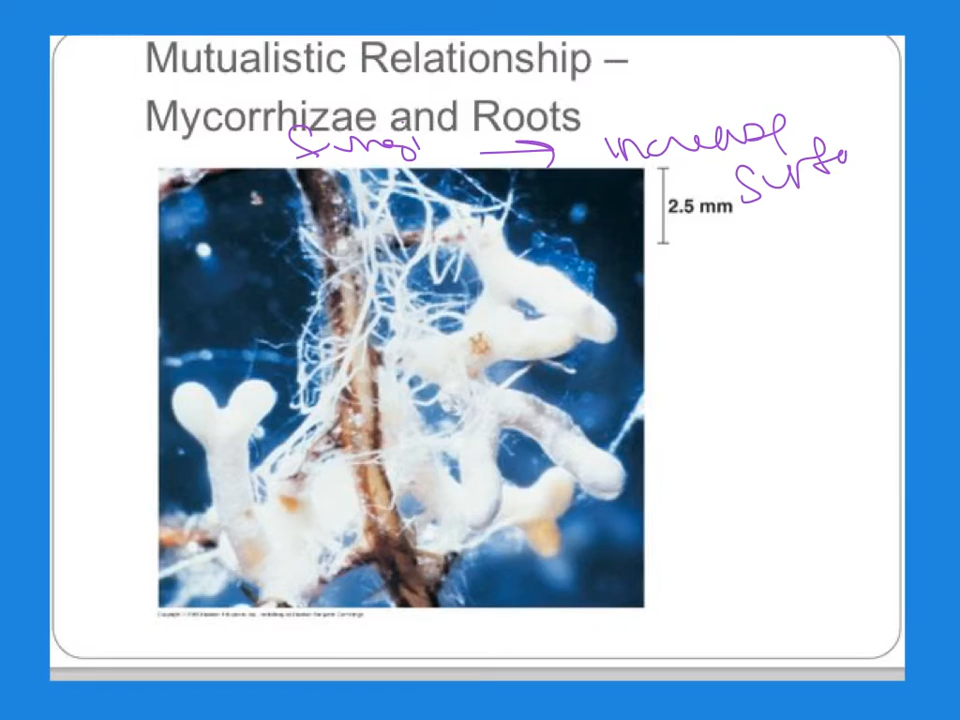 Mutualistic Relationship –
Mycorrhizae and Roots
fungi → increase
surfa
2.5 mm